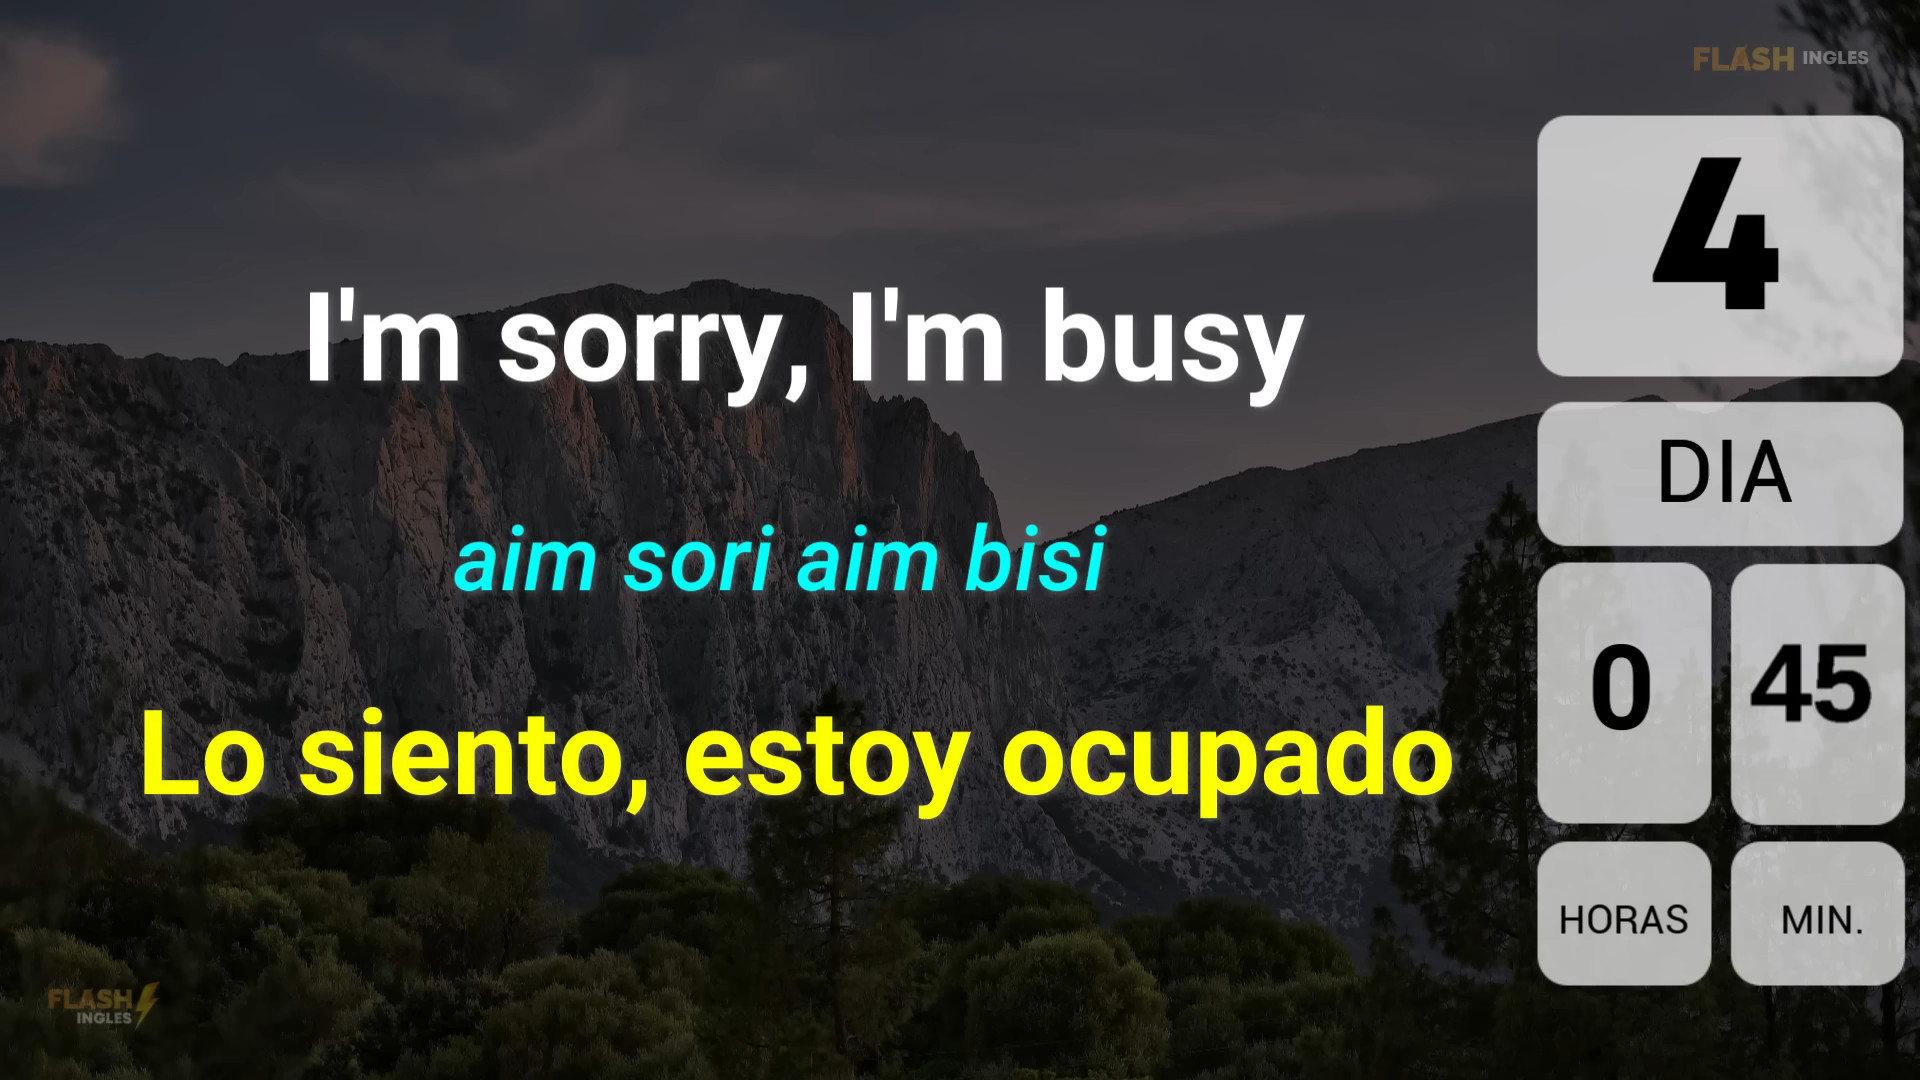 FLASH INGLES
4
I'm sorry, I'm busy
DIA
aim sori aim bisi
0 45
Lo siento, estoy ocupado
HORAS MIN.
FLASH
INGLES